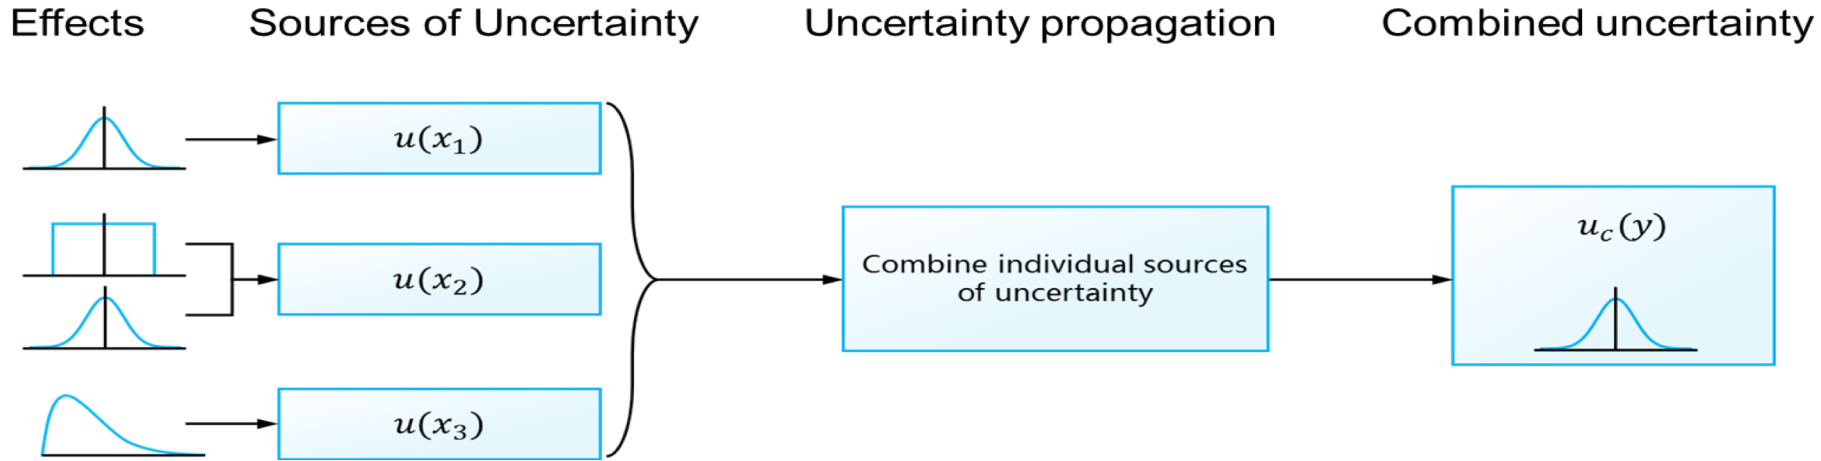 Effects
Sources of Uncertainty
Uncertainty propagation
Combined uncertainty
u(x₁)
u(x₂)
u(x₃)
Combine individual sources
of uncertainty
u꜀(y)